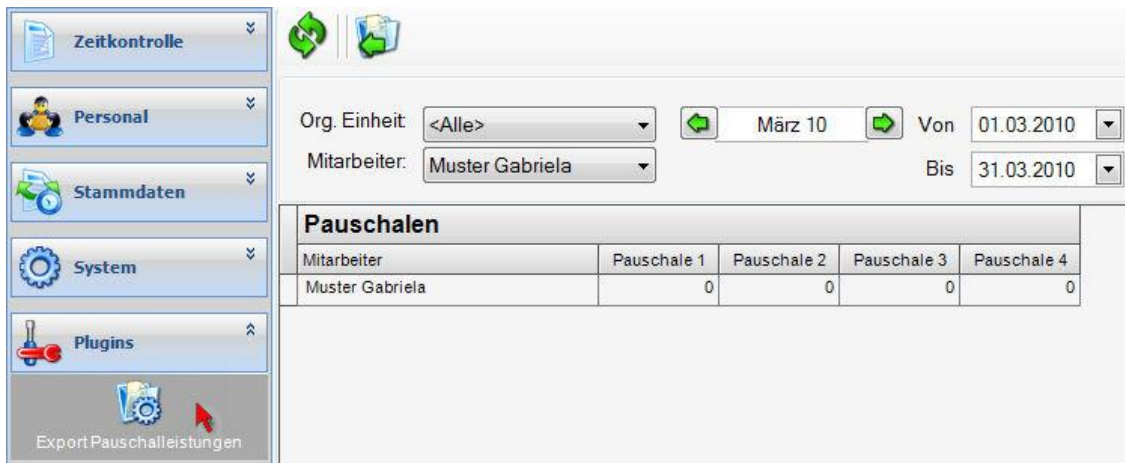 Zeitkontrolle
Personal
Stammdaten
System
Plugins
Export Pauschalleistungen
Org. Einheit: <Alle> März 10 Von 01.03.2010
Mitarbeiter: Muster Gabriela Bis 31.03.2010
Pauschalen
Mitarbeiter Pauschale 1 Pauschale 2 Pauschale 3 Pauschale 4
Muster Gabriela 0 0 0 0